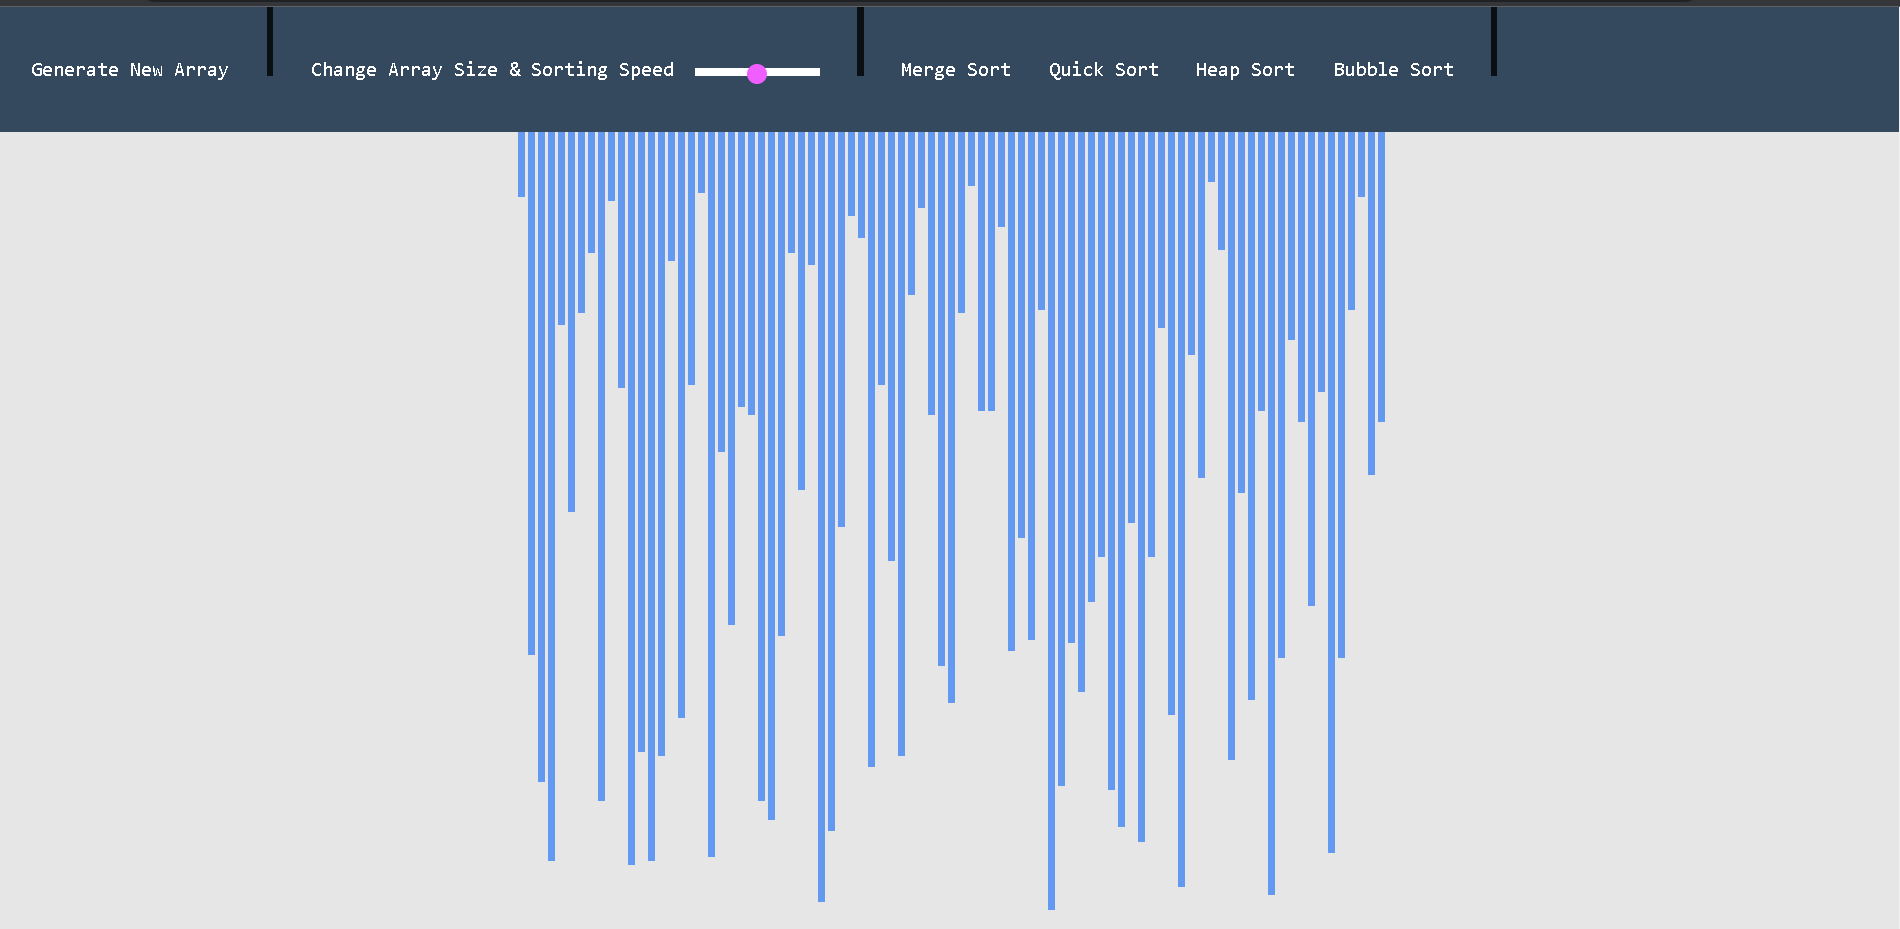 Generate New Array
Change Array Size & Sorting Speed
Merge Sort
Quick Sort
Heap Sort
Bubble Sort